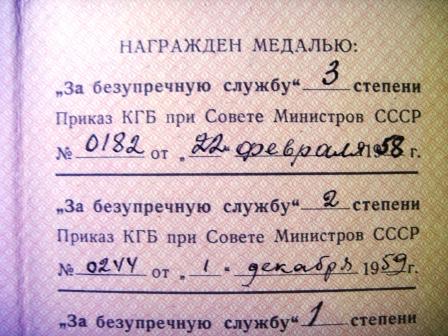 НАГРАЖДЕН МЕДАЛЬЮ:
„За безупречную службу“ 3 степени
Приказ КГБ при Совете Министров СССР
№ 0182 от „22“ февраля 1958 г.
„За безупречную службу“ 2 степени
Приказ КГБ при Совете Министров СССР
№ 0244 от „1“ декабря 1959 г.
„За безупречную службу“ 1 степени